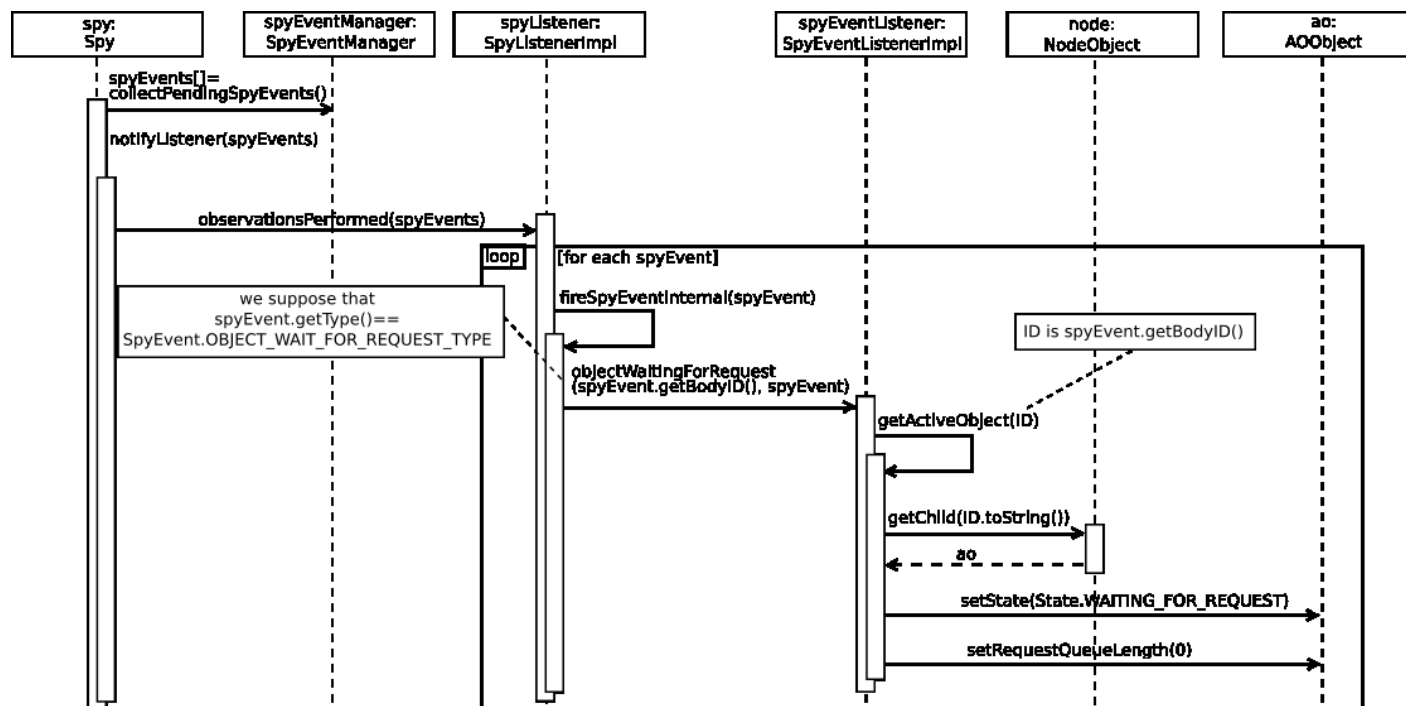 spy:
Spy
spyEventManager:
SpyEventManager
spyListener:
SpyListenerImpl
spyEventListener:
SpyEventListenerImpl
node:
NodeObject
ao:
AOObject
spyEvents[]=
collectPendingSpyEvents()
notifyListener(spyEvents)
observationsPerformed(spyEvents)
loop
[for each spyEvent]
we suppose that
spyEvent.getType()==
SpyEvent.OBJECT_WAIT_FOR_REQUEST_TYPE
fireSpyEventInternal(spyEvent)
ID is spyEvent.getBodyID()
objectWaitingForRequest
(spyEvent.getBodyID(), spyEvent)
getActiveObject(ID)
getChild(ID.toString())
ao
setState(State.WAITING_FOR_REQUEST)
setRequestQueueLength(0)